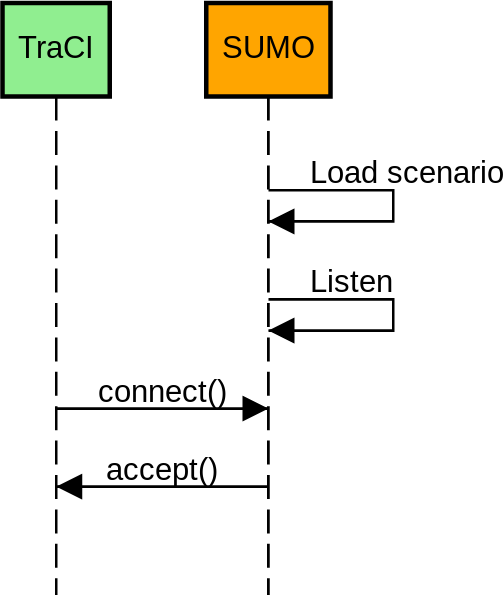 TraCI
SUMO
Load scenario
Listen
connect()
accept()